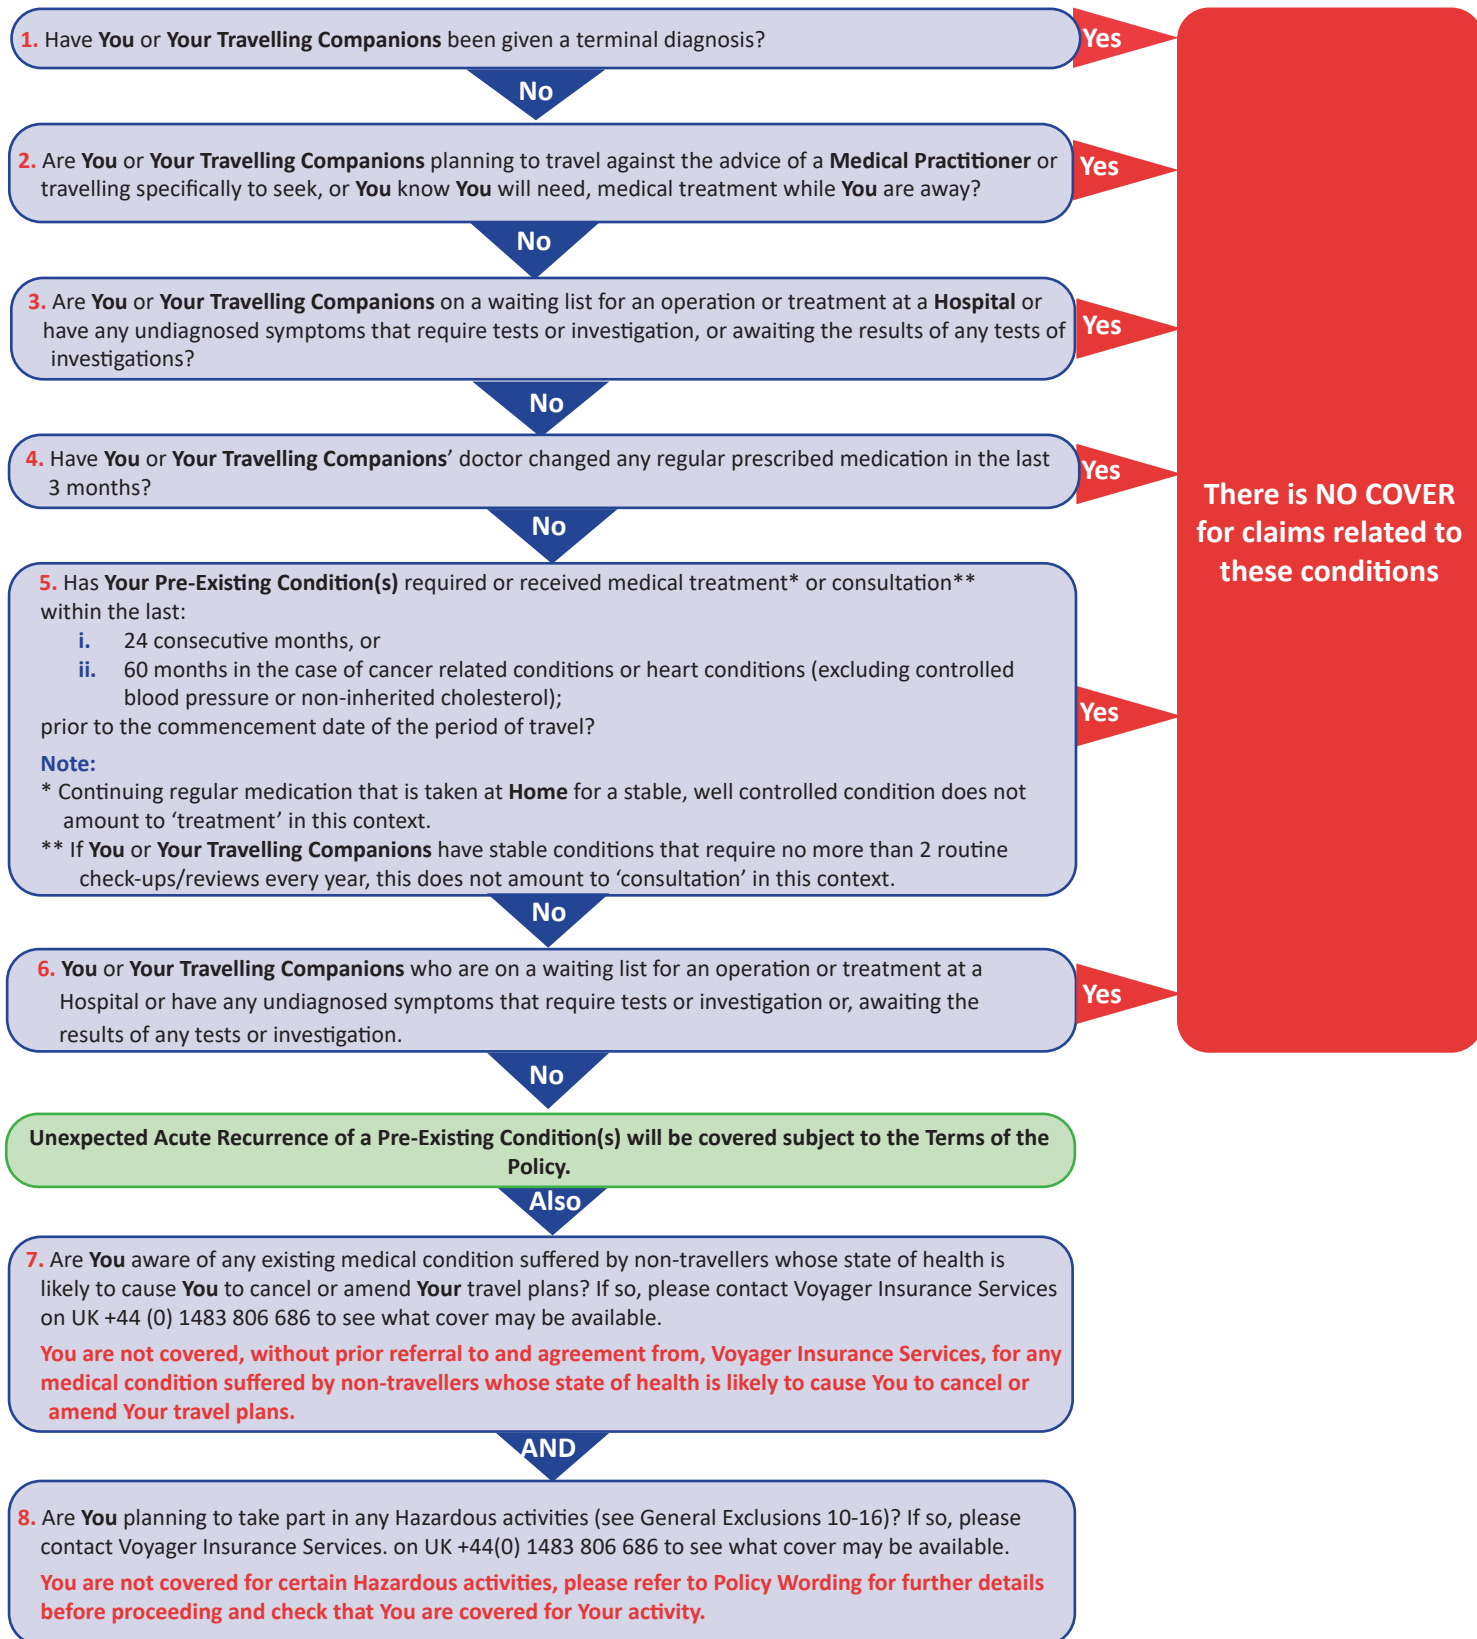 1. Have You or Your Travelling Companions been given a terminal diagnosis?
Yes
No
2. Are You or Your Travelling Companions planning to travel against the advice of a Medical Practitioner or
travelling specifically to seek, or You know You will need, medical treatment while You are away?
Yes
No
3. Are You or Your Travelling Companions on a waiting list for an operation or treatment at a Hospital or
have any undiagnosed symptoms that require tests or investigation, or awaiting the results of any tests of
investigations?
Yes
No
4. Have You or Your Travelling Companions' doctor changed any regular prescribed medication in the last
3 months?
Yes
No
There is NO COVER
for claims related to
these conditions
5. Has Your Pre-Existing Condition(s) required or received medical treatment* or consultation**
within the last:
i. 24 consecutive months, or
ii. 60 months in the case of cancer related conditions or heart conditions (excluding controlled
blood pressure or non-inherited cholesterol);
prior to the commencement date of the period of travel?
Note:
* Continuing regular medication that is taken at Home for a stable, well controlled condition does not
amount to 'treatment' in this context.
** If You or Your Travelling Companions have stable conditions that require no more than 2 routine
check-ups/reviews every year, this does not amount to 'consultation' in this context.
Yes
No
6. You or Your Travelling Companions who are on a waiting list for an operation or treatment at a
Hospital or have any undiagnosed symptoms that require tests or investigation or, awaiting the
results of any tests or investigation.
Yes
No
Unexpected Acute Recurrence of a Pre-Existing Condition(s) will be covered subject to the Terms of the
Policy.
Also
7. Are You aware of any existing medical condition suffered by non-travellers whose state of health is
likely to cause You to cancel or amend Your travel plans? If so, please contact Voyager Insurance Services
on UK +44 (0) 1483 806 686 to see what cover may be available.
You are not covered, without prior referral to and agreement from, Voyager Insurance Services, for any
medical condition suffered by non-travellers whose state of health is likely to cause You to cancel or
amend Your travel plans.
AND
8. Are You planning to take part in any Hazardous activities (see General Exclusions 10-16)? If so, please
contact Voyager Insurance Services. on UK +44(0) 1483 806 686 to see what cover may be available.
You are not covered for certain Hazardous activities, please refer to Policy Wording for further details
before proceeding and check that You are covered for Your activity.